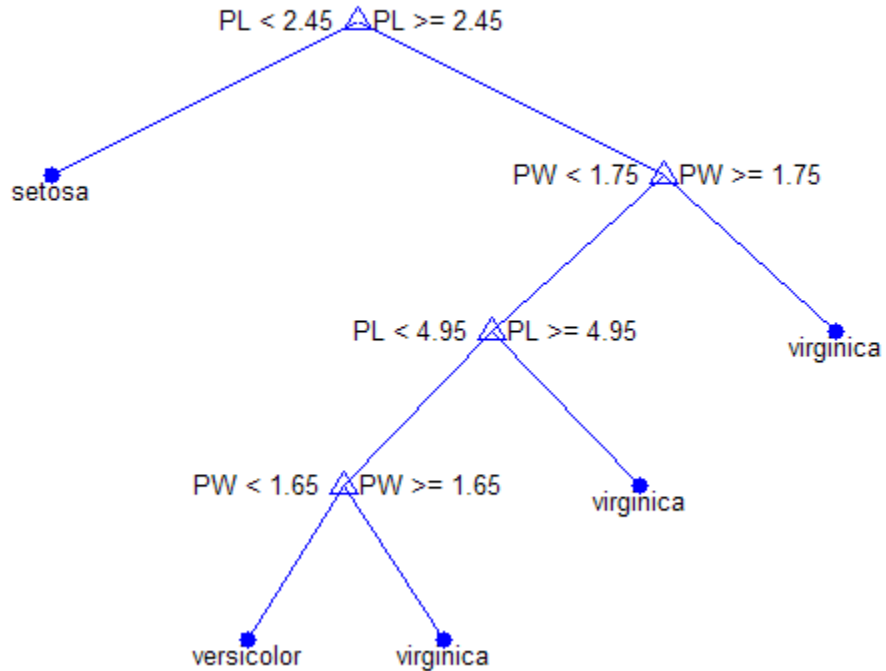 PL < 2.45 PL >= 2.45
setosa
PW < 1.75 PW >= 1.75
PL < 4.95 PL >= 4.95
virginica
PW < 1.65 PW >= 1.65
virginica
versicolor
virginica